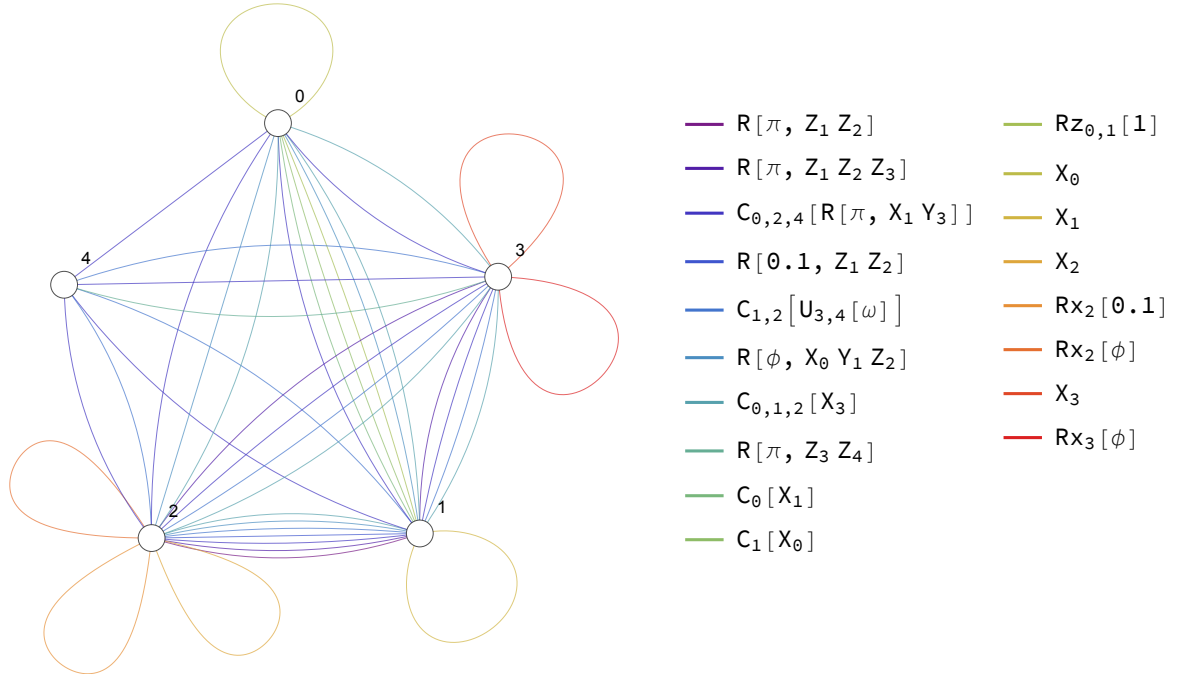 0
3
4
2
1
R[π, Z₁ Z₂]
R[π, Z₁ Z₂ Z₃]
C₀,₂,₄[R[π, X₁ Y₃]]
R[0.1, Z₁ Z₂]
C₁,₂[U₃,₄[ω]]
R[ϕ, X₀ Y₁ Z₂]
C₀,₁,₂[X₃]
R[π, Z₃ Z₄]
C₀[X₁]
C₁[X₀]
Rz₀,₁[1]
X₀
X₁
X₂
Rx₂[0.1]
Rx₂[ϕ]
X₃
Rx₃[ϕ]